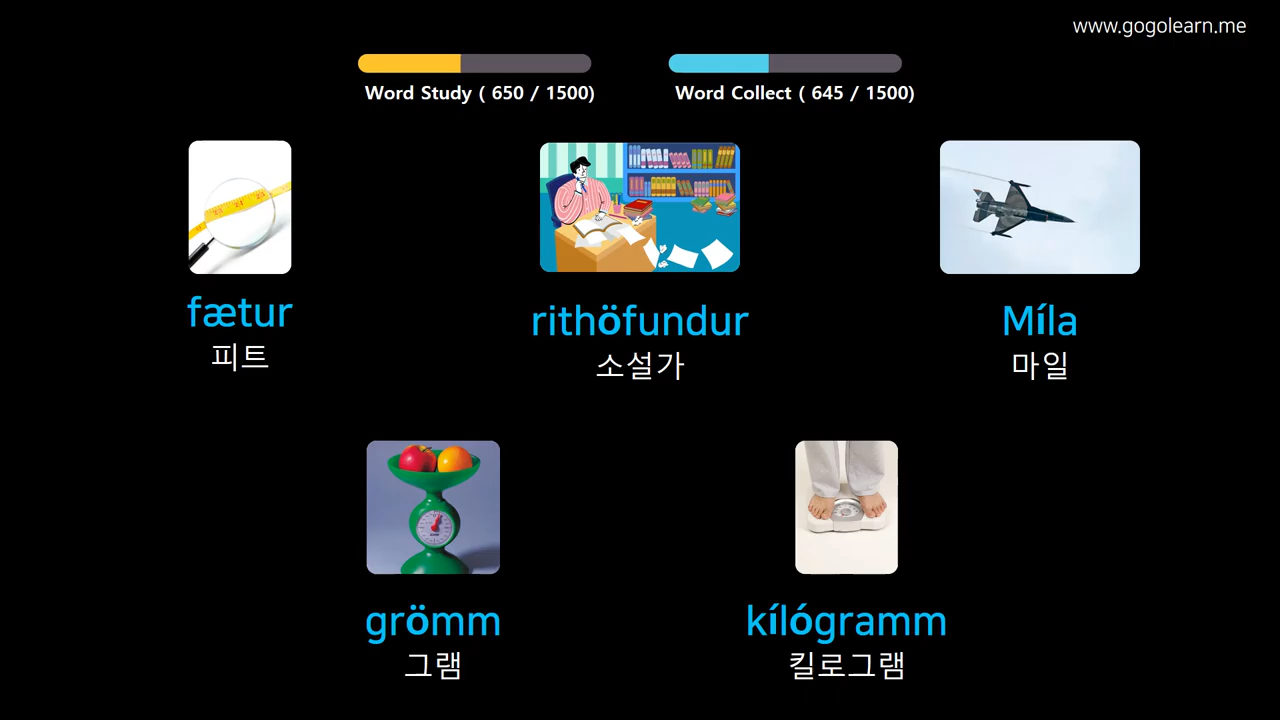 www.gogolearn.me
Word Study ( 650 / 1500)
Word Collect ( 645 / 1500)
fætur
피트
rithöfundur
소설가
Míla
마일
grömm
그램
kílógramm
킬로그램